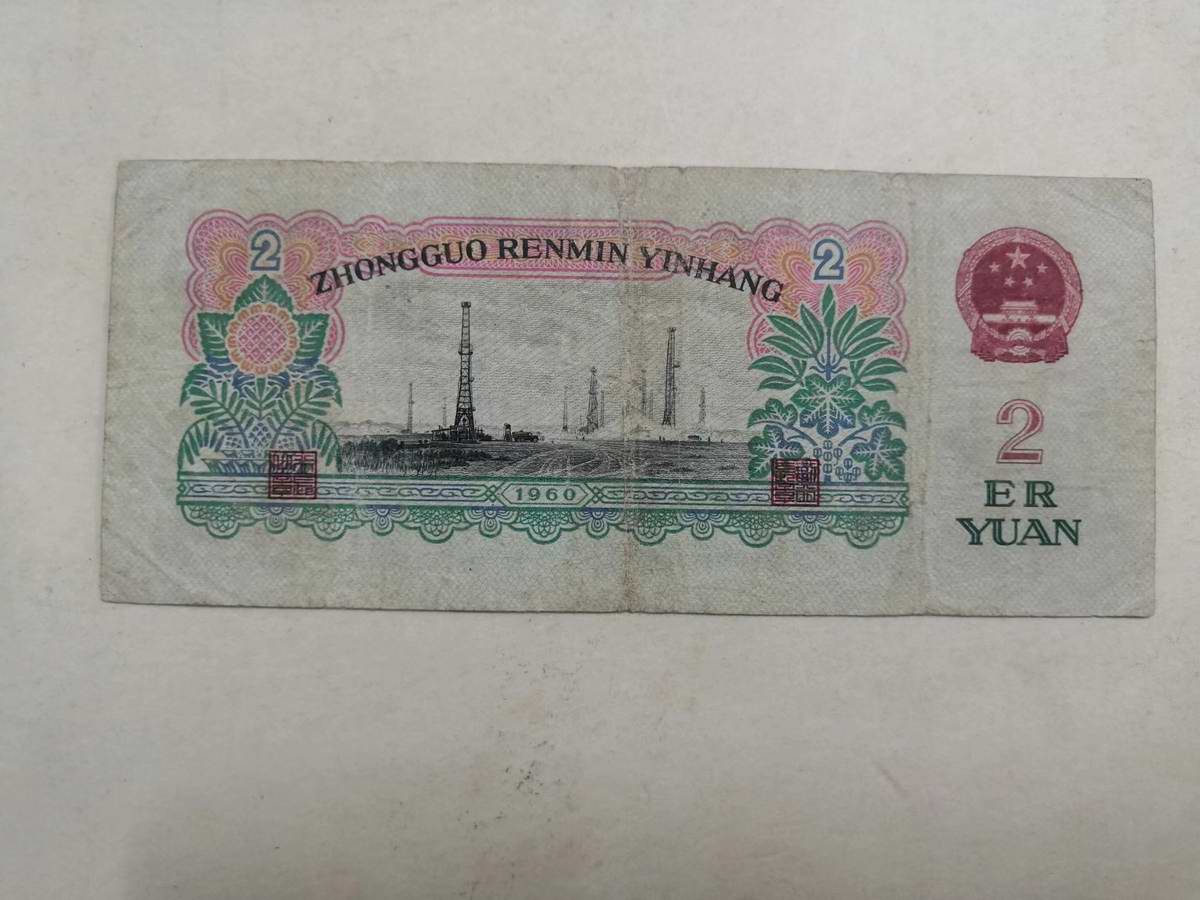 2
2
ZHONGGUO RENMIN YINHANG
1960
2
ER
YUAN